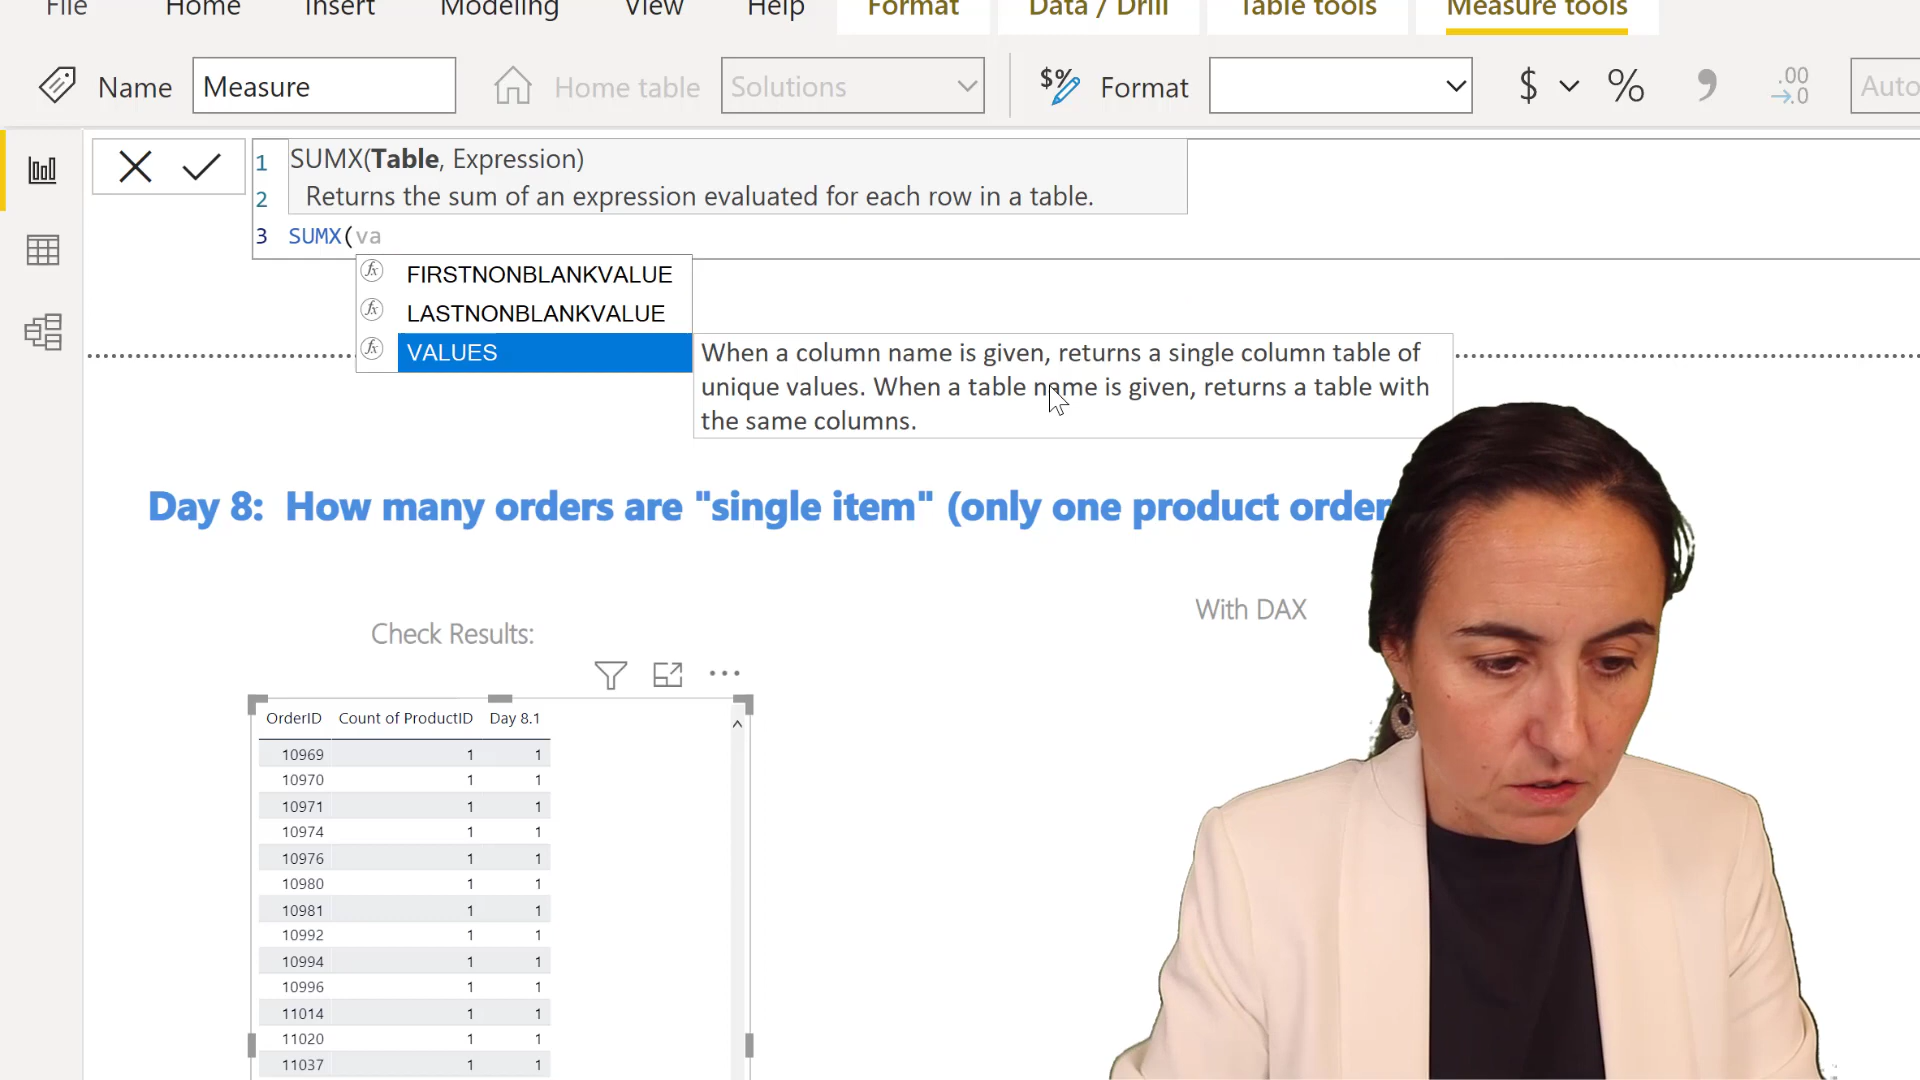 File Home Insert Modeling View Help Format Data / Drill Table tools Measure tools
Name Measure Home table Solutions Format $ % .00 →.0 Auto
1 SUMX(Table, Expression)
2 Returns the sum of an expression evaluated for each row in a table.
3 SUMX(va
FIRSTNONBLANKVALUE
LASTNONBLANKVALUE
VALUES
When a column name is given, returns a single column table of
unique values. When a table name is given, returns a table with
the same columns.
Day 8: How many orders are "single item" (only one product order
Check Results:
With DAX
OrderID Count of ProductID Day 8.1
10969 1 1
10970 1 1
10971 1 1
10974 1 1
10976 1 1
10980 1 1
10981 1 1
10992 1 1
10994 1 1
10996 1 1
11014 1 1
11020 1 1
11037 1 1